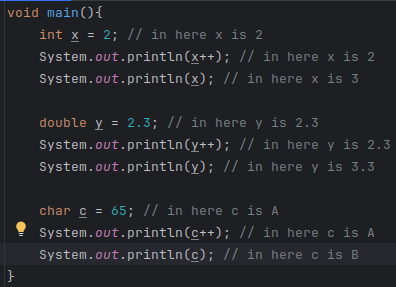 void main(){
int x = 2; // in here x is 2
System.out.println(x++); // in here x is 2
System.out.println(x); // in here x is 3
double y = 2.3; // in here y is 2.3
System.out.println(y++); // in here y is 2.3
System.out.println(y); // in here y is 3.3
char c = 65; // in here c is A
System.out.println(c++); // in here c is A
System.out.println(c); // in here c is B
}